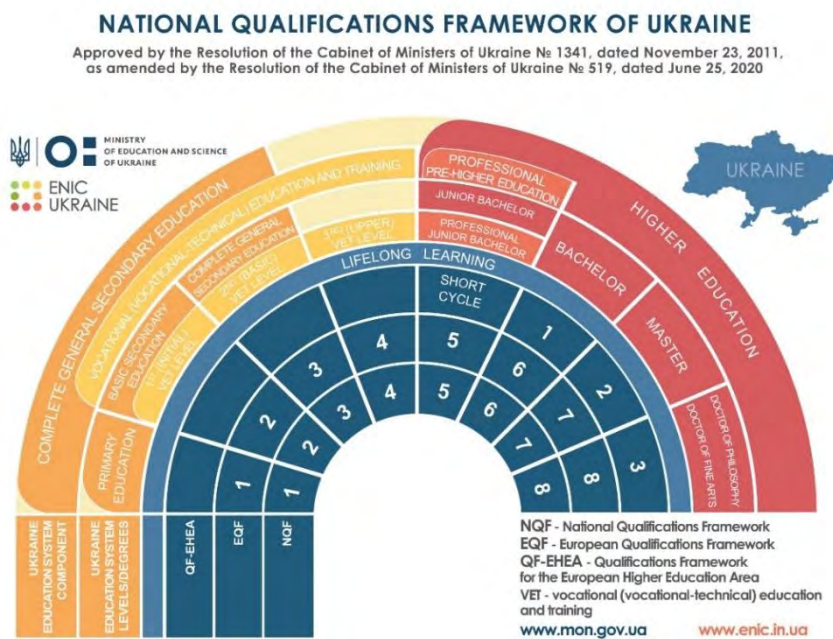 NATIONAL QUALIFICATIONS FRAMEWORK OF UKRAINE
Approved by the Resolution of the Cabinet of Ministers of Ukraine № 1341, dated November 23, 2011,
as amended by the Resolution of the Cabinet of Ministers of Ukraine № 519, dated June 25, 2020
MINISTRY
OF EDUCATION AND SCIENCE
OF UKRAINE
ENIC
UKRAINE
UKRAINE
COMPLETE GENERAL SECONDARY EDUCATION
VOCATIONAL (VOCATIONAL-TECHNICAL) EDUCATION AND TRAINING
PROFESSIONAL
PRE-HIGHER EDUCATION
HIGHER EDUCATION
PRIMARY
EDUCATION
BASIC SECONDARY
EDUCATION
1ST (INITIAL)
VET LEVEL
COMPLETE GENERAL
SECONDARY EDUCATION
2ND (BASIC)
VET LEVEL
3RD (UPPER)
VET LEVEL
JUNIOR BACHELOR
PROFESSIONAL
JUNIOR BACHELOR
BACHELOR
MASTER
DOCTOR OF FINE ARTS
DOCTOR OF PHILOSOPHY
LIFELONG LEARNING
SHORT
CYCLE
1
2
3
1
2
3
4
5
6
7
8
1
2
3
4
5
6
7
8
UKRAINE
EDUCATION SYSTEM
COMPONENT
UKRAINE
EDUCATION SYSTEM
LEVELS/DEGREES
QF-EHEA
EQF
NQF
NQF - National Qualifications Framework
EQF - European Qualifications Framework
QF-EHEA - Qualifications Framework
for the European Higher Education Area
VET - vocational (vocational-technical) education
and training
www.mon.gov.ua www.enic.in.ua